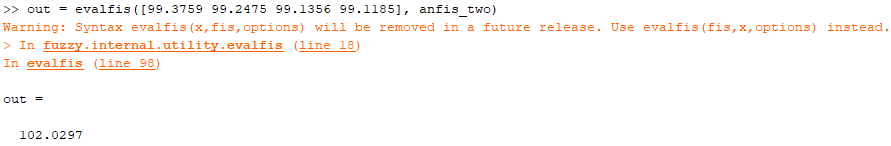 >> out = evalfis([99.3759 99.2475 99.1356 99.1185], anfis_two)
Warning: Syntax evalfis(x,fis,options) will be removed in a future release. Use evalfis(fis,x,options) instead.
> In fuzzy.internal.utility.evalfis (line 18)
In evalfis (line 98)
out =
102.0297